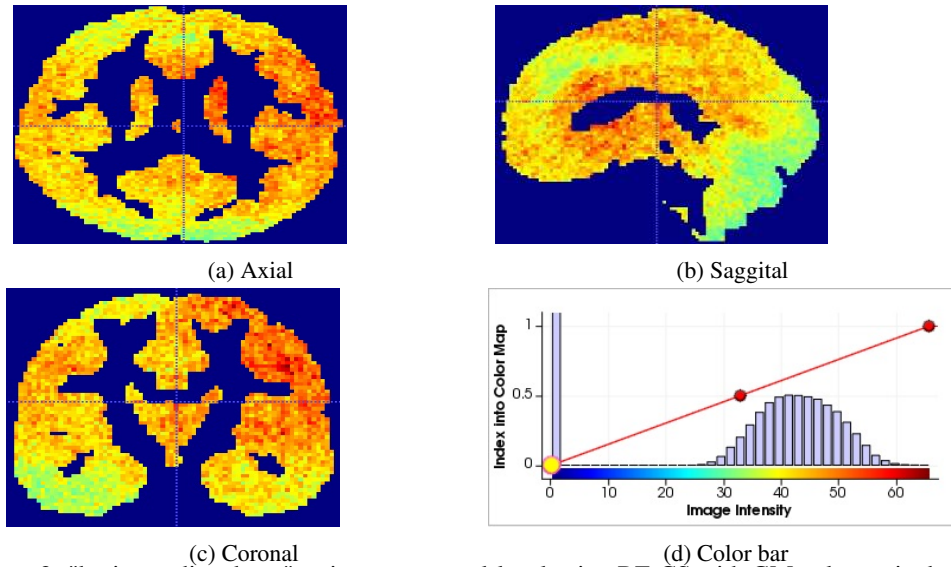 (a) Axial
(b) Saggital
Index into Color Map
1
0.5
0
0 10 20 30 40 50 60
Image Intensity
(c) Coronal
(d) Color bar